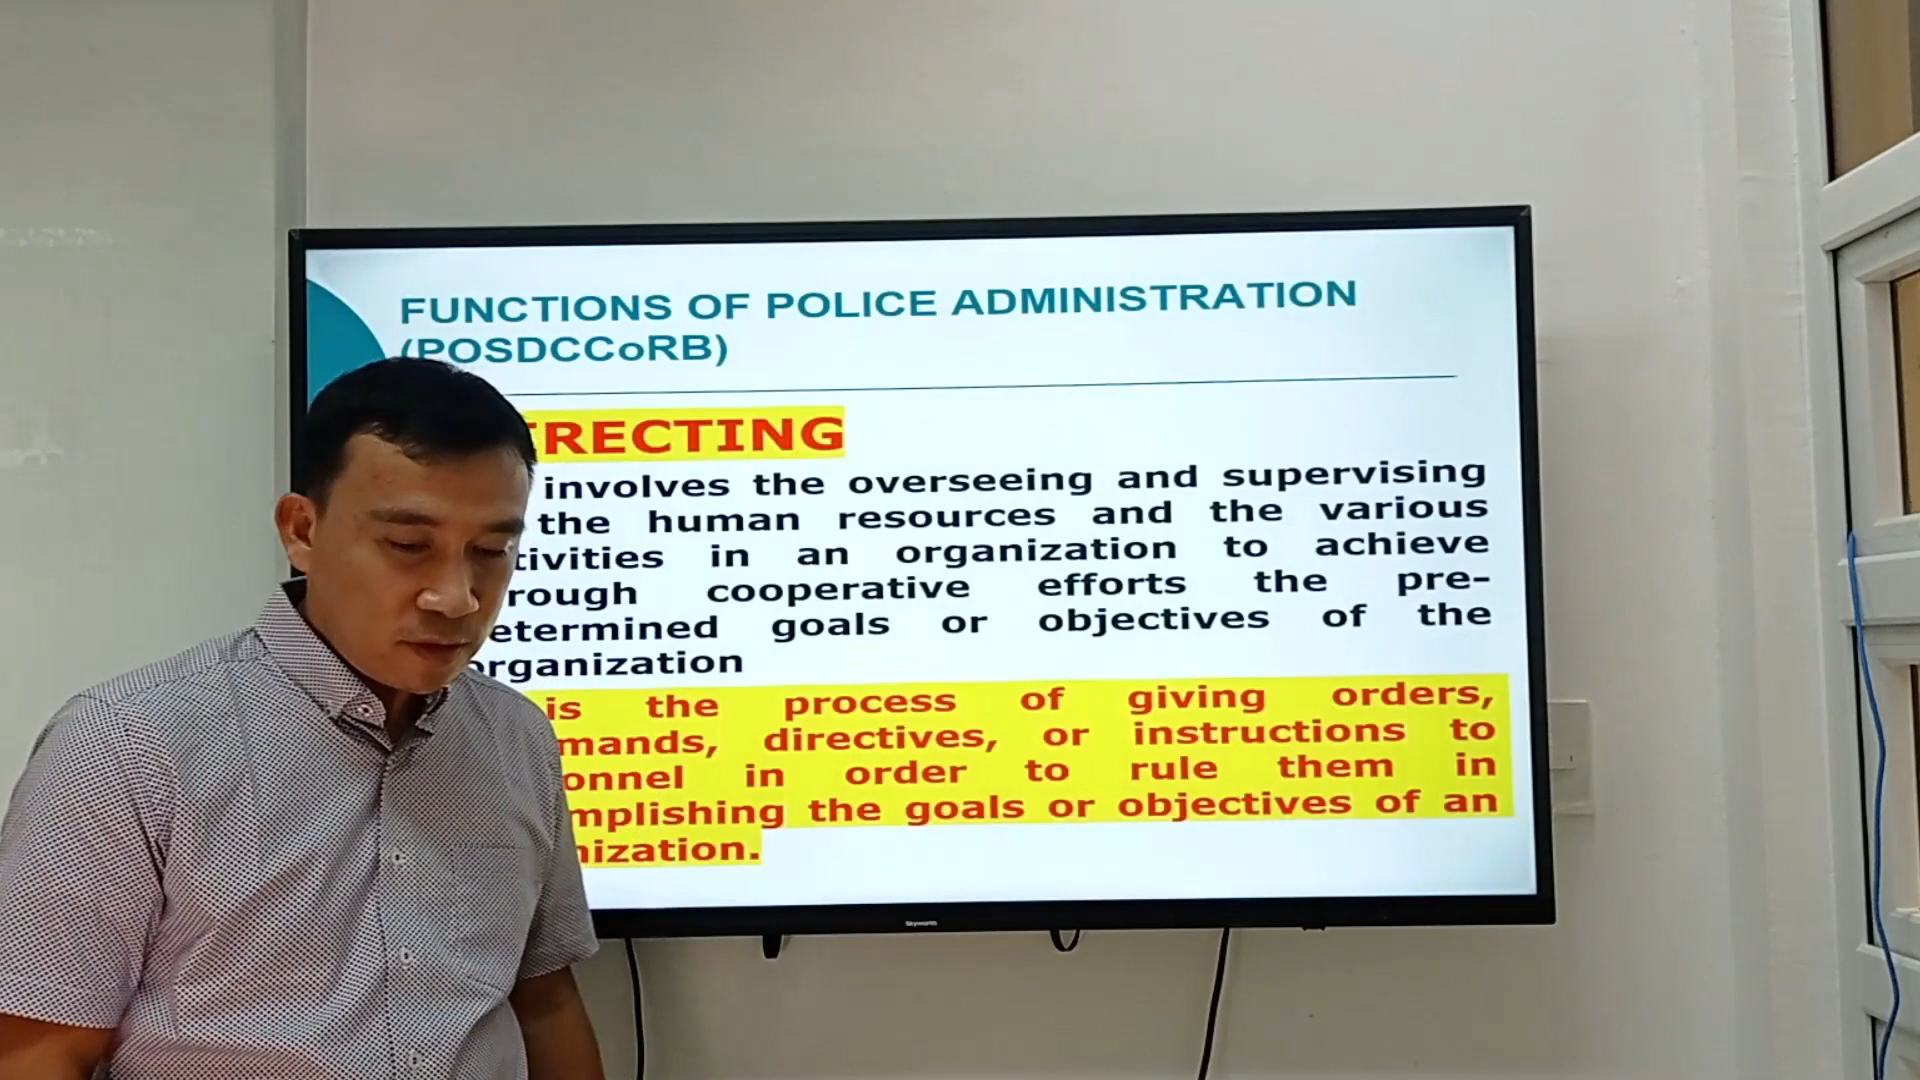 FUNCTIONS OF POLICE ADMINISTRATION
(POSDCCoRB)
RECTING
involves the overseeing and supervising
the human resources and the various
tivities in an organization to achieve
rough cooperative efforts the pre-
etermined goals or objectives of the
organization
is the process of giving orders,
mands, directives, or instructions to
onnel in order to rule them in
mplishing the goals or objectives of an
nization.
Skyworth